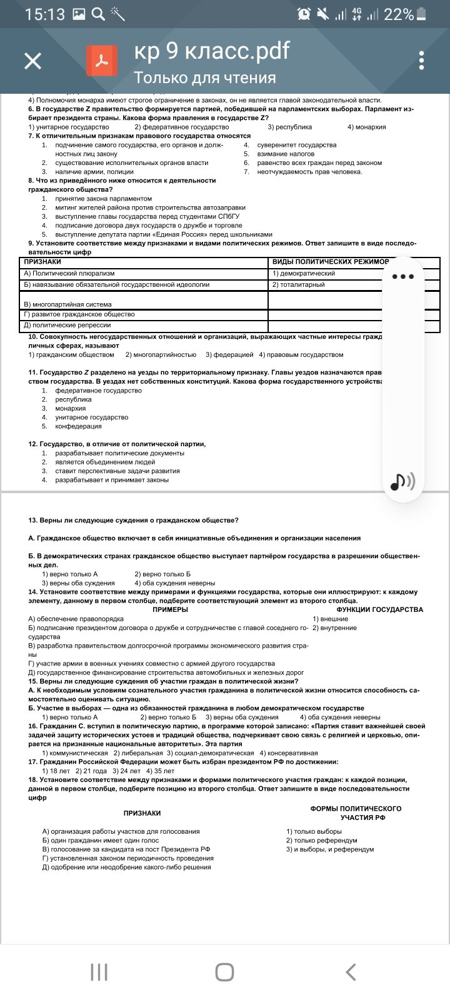 15:13 4G 22%
кр 9 класс.pdf
Только для чтения
4) Полномочия монарха имеют строгое ограничение в законах, он не является главой законодательной власти.
6. В государстве Z правительство формируется партией, победившей на парламентских выборах. Парламент из-
бирает президента страны. Какова форма правления в государстве Z?
1) унитарное государство 2) федеративное государство 3) республика 4) монархия
7. К отличительным признакам правового государства относятся
1. подчинение самого государства, его органов и долж-
ностных лиц закону
2. существование исполнительных органов власти
3. наличие армии, полиции
4. суверенитет государства
5. взимание налогов
6. равенство всех граждан перед законом
7. неотчуждаемость прав человека.
8. Что из приведённого ниже относится к деятельности
гражданского общества?
1. принятие закона парламентом
2. митинг жителей района против строительства автозаправки
3. выступление главы государства перед студентами СПбГУ
4. подписание договора двух государств о дружбе и торговле
5. выступление депутата партии «Единая Россия» перед школьниками
9. Установите соответствие между признаками и видами политических режимов. Ответ запишите в виде последо-
вательности цифр
ПРИЗНАКИ ВИДЫ ПОЛИТИЧЕСКИХ РЕЖИМОВ
А) Политический плюрализм 1) демократический
Б) навязывание обязательной государственной идеологии 2) тоталитарный
В) многопартийная система
Г) развитое гражданское общество
Д) политические репрессии
10. Совокупность негосударственных отношений и организаций, выражающих частные интересы гражд
личных сферах, называют
1) гражданским обществом 2) многопартийностью 3) федерацией 4) правовым государством
11. Государство Z разделено на уезды по территориальному признаку. Главы уездов назначаются прав
ством государства. В уездах нет собственных конституций. Какова форма государственного устройства
1. федеративное государство
2. республика
3. монархия
4. унитарное государство
5. конфедерация
12. Государство, в отличие от политической партии,
1. разрабатывает политические документы
2. является объединением людей
3. ставит перспективные задачи развития
4. разрабатывает и принимает законы
13. Верны ли следующие суждения о гражданском обществе?
А. Гражданское общество включает в себя инициативные объединения и организации населения
Б. В демократических странах гражданское общество выступает партнёром государства в разрешении обществен-
ных дел.
1) верно только А 2) верно только Б
3) верны оба суждения 4) оба суждения неверны
14. Установите соответствие между примерами и функциями государства, которые они иллюстрируют: к каждому
элементу, данному в первом столбце, подберите соответствующий элемент из второго столбца.
ПРИМЕРЫ ФУНКЦИИ ГОСУДАРСТВА
А) обеспечение правопорядка 1) внешние
Б) подписание президентом договора о дружбе и сотрудничестве с главой соседнего го- 2) внутренние
сударства
В) разработка правительством долгосрочной программы экономического развития стра-
ны
Г) участие армии в военных учениях совместно с армией другого государства
Д) государственное финансирование строительства автомобильных и железных дорог
15. Верны ли следующие суждения об участии граждан в политической жизни?
А. К необходимым условиям сознательного участия гражданина в политической жизни относится способность са-
мостоятельно оценивать ситуацию.
Б. Участие в выборах — одна из обязанностей гражданина в любом демократическом государстве
1) верно только А 2) верно только Б 3) верны оба суждения 4) оба суждения неверны
16. Гражданин С. вступил в политическую партию, в программе которой записано: «Партия ставит важнейшей своей
задачей защиту исторических устоев и традиций общества, подчеркивает свою связь с религией и церковью, опи-
рается на признанные национальные авторитеты». Эта партия
1) коммунистическая 2) либеральная 3) социал-демократическая 4) консервативная
17. Гражданин Российской Федерации может быть избран президентом РФ по достижении:
1) 18 лет 2) 21 года 3) 24 лет 4) 35 лет
18. Установите соответствие между признаками и формами политического участия граждан: к каждой позиции,
данной в первом столбце, подберите позицию из второго столбца. Ответ запишите в виде последовательности
цифр
ПРИЗНАКИ
ФОРМЫ ПОЛИТИЧЕСКОГО
УЧАСТИЯ РФ
А) организация работы участков для голосования 1) только выборы
Б) один гражданин имеет один голос 2) только референдум
В) голосование за кандидата на пост Президента РФ 3) и выборы, и референдум
Г) установленная законом периодичность проведения
Д) одобрение или неодобрение какого-либо решения